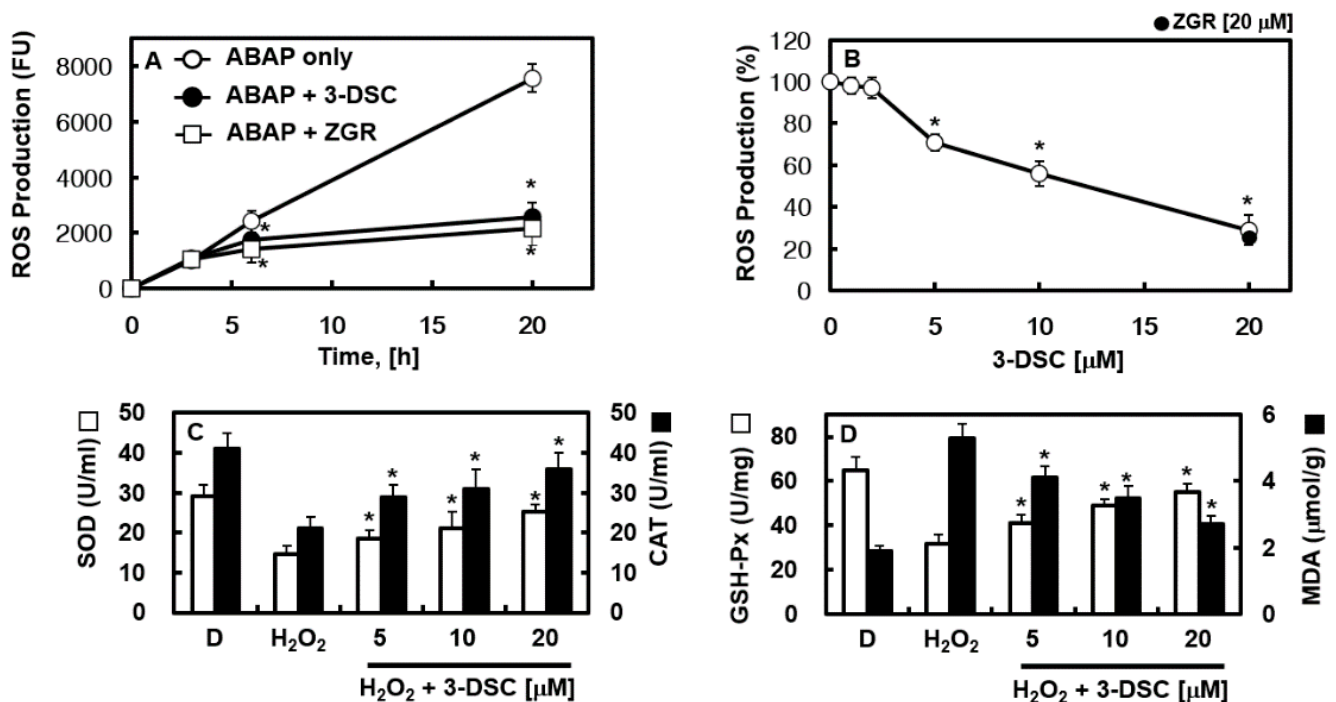 A
ABAP only
ABAP + 3-DSC
ABAP + ZGR
ROS Production (FU)
8000
6000
4000
2000
0
0 5 10 15 20
Time, [h]
ZGR [20 μM]
B
ROS Production (%)
120
100
80
60
40
20
0
0 5 10 15 20
3-DSC [μM]
* * *
* *
* *
C
SOD (U/ml)
50
40
30
20
10
0
CAT (U/ml)
50
40
30
20
10
0
* * * * * *
D H₂O₂ 5 10 20
H₂O₂ + 3-DSC [μM]
D
GSH-Px (U/mg)
80
60
40
20
0
MDA (μmol/g)
6
4
2
0
* * * * * *
D H₂O₂ 5 10 20
H₂O₂ + 3-DSC [μM]